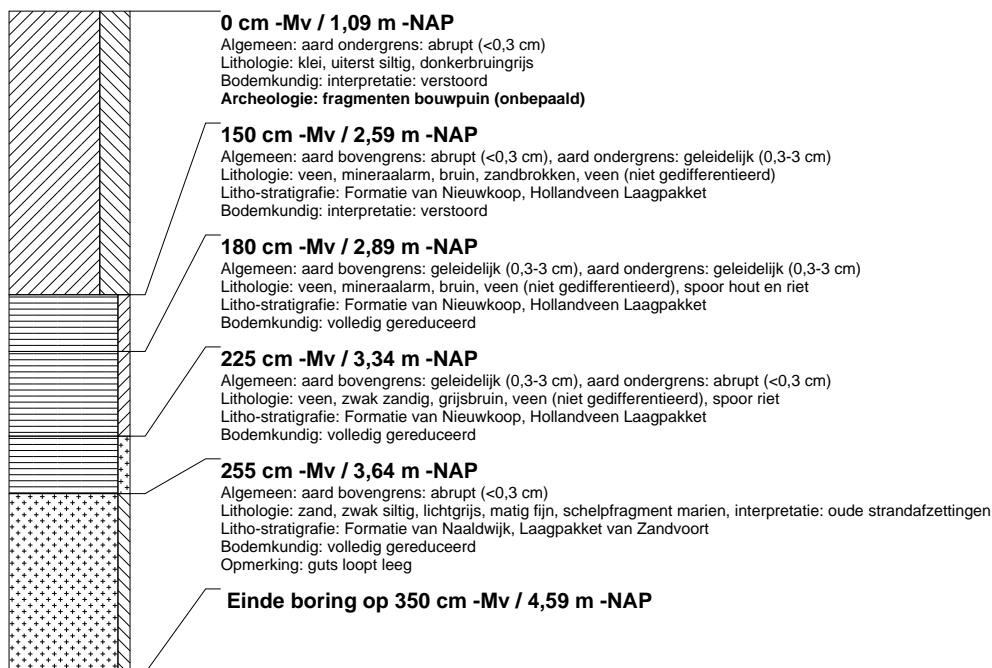 0 cm -Mv / 1,09 m -NAP
Algemeen: aard ondergrens: abrupt (<0,3 cm)
Lithologie: klei, uiterst siltig, donkerbruingrijs
Bodemkundig: interpretatie: verstoord
Archeologie: fragmenten bouwpuin (onbepaald)
150 cm -Mv / 2,59 m -NAP
Algemeen: aard bovengrens: abrupt (<0,3 cm), aard ondergrens: geleidelijk (0,3-3 cm)
Lithologie: veen, mineraalarm, bruin, zandbrokken, veen (niet gedifferentieerd)
Litho-stratigrafie: Formatie van Nieuwkoop, Hollandveen Laagpakket
Bodemkundig: interpretatie: verstoord
180 cm -Mv / 2,89 m -NAP
Algemeen: aard bovengrens: geleidelijk (0,3-3 cm), aard ondergrens: geleidelijk (0,3-3 cm)
Lithologie: veen, mineraalarm, bruin, veen (niet gedifferentieerd), spoor hout en riet
Litho-stratigrafie: Formatie van Nieuwkoop, Hollandveen Laagpakket
Bodemkundig: volledig gereduceerd
225 cm -Mv / 3,34 m -NAP
Algemeen: aard bovengrens: geleidelijk (0,3-3 cm), aard ondergrens: abrupt (<0,3 cm)
Lithologie: veen, zwak zandig, grijsbruin, veen (niet gedifferentieerd), spoor riet
Litho-stratigrafie: Formatie van Nieuwkoop, Hollandveen Laagpakket
Bodemkundig: volledig gereduceerd
255 cm -Mv / 3,64 m -NAP
Algemeen: aard bovengrens: abrupt (<0,3 cm)
Lithologie: zand, zwak siltig, lichtgrijs, matig fijn, schelpfragment marien, interpretatie: oude strandafzettingen
Litho-stratigrafie: Formatie van Naaldwijk, Laagpakket van Zandvoort
Bodemkundig: volledig gereduceerd
Opmerking: guts loopt leeg
Einde boring op 350 cm -Mv / 4,59 m -NAP